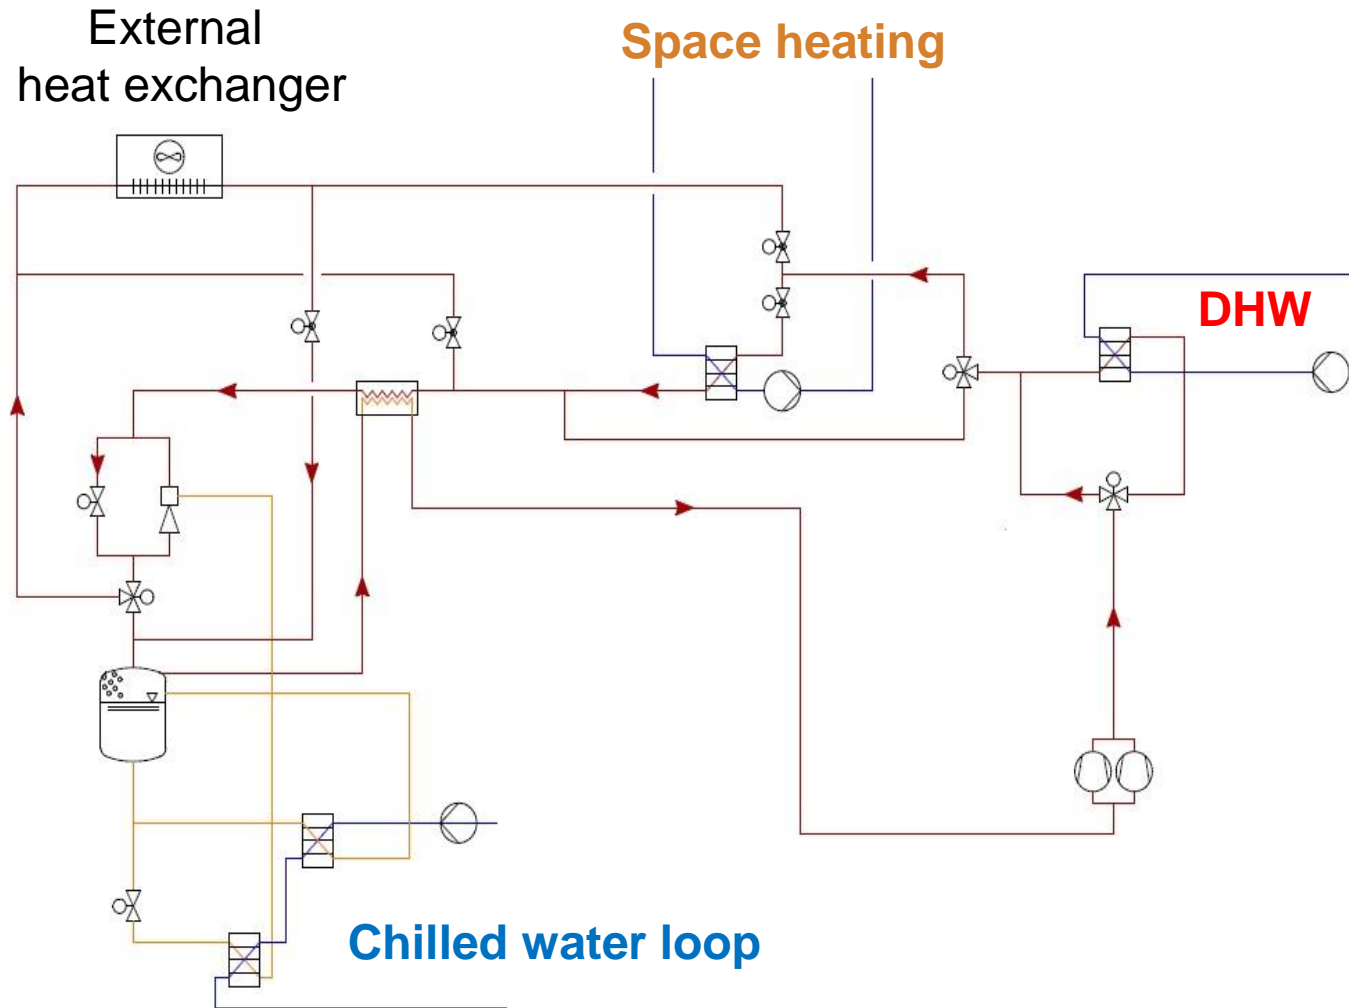 External
heat exchanger
Space heating
DHW
Chilled water loop